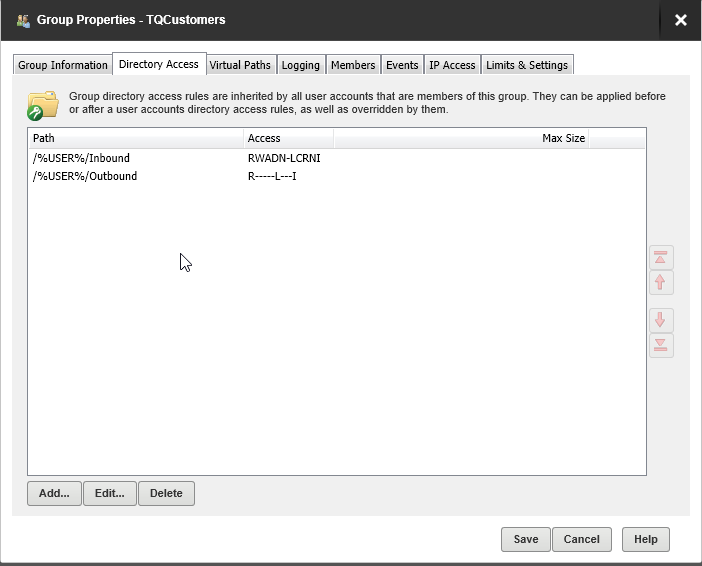 Group Properties - TQCustomers
Group Information Directory Access Virtual Paths Logging Members Events IP Access Limits & Settings
Group directory access rules are inherited by all user accounts that are members of this group. They can be applied before
or after a user accounts directory access rules, as well as overridden by them.
Path Access Max Size
/%USER%/Inbound RWADN-LCRNI
/%USER%/Outbound R-----L---I
Add... Edit... Delete
Save Cancel Help